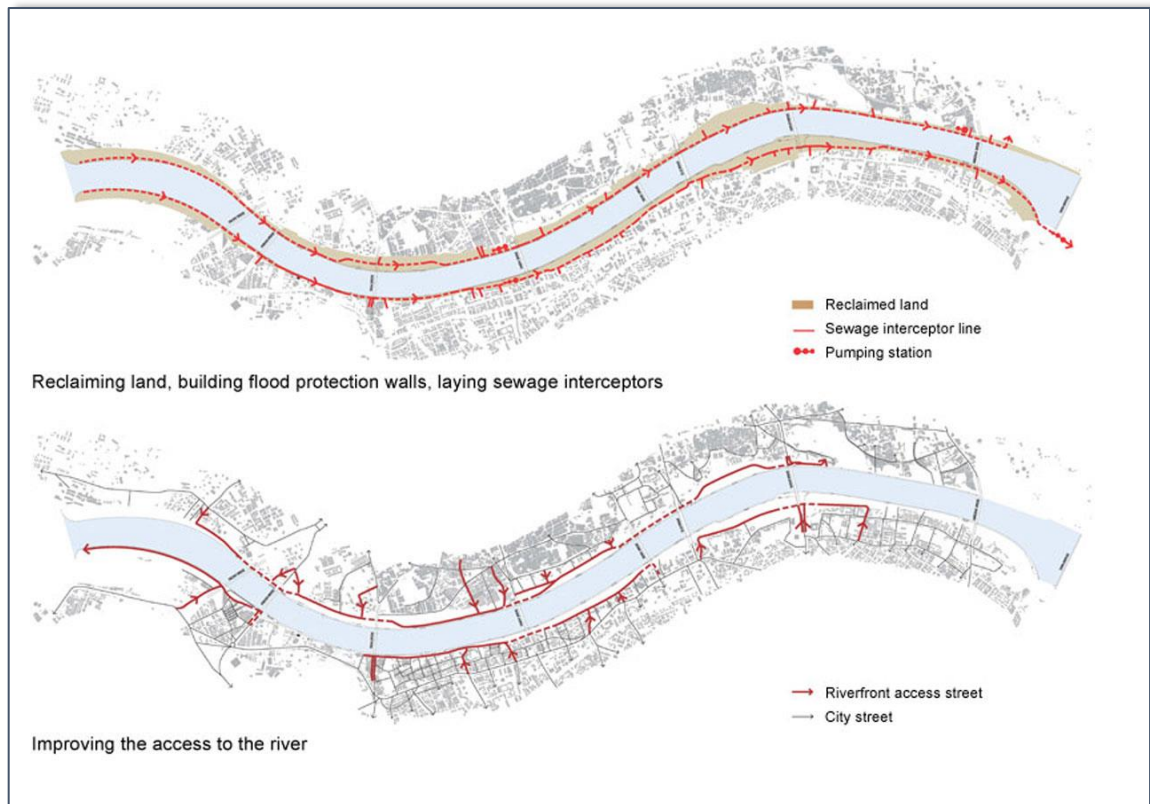 Reclaimed land
Sewage interceptor line
Pumping station
Reclaiming land, building flood protection walls, laying sewage interceptors
Riverfront access street
City street
Improving the access to the river